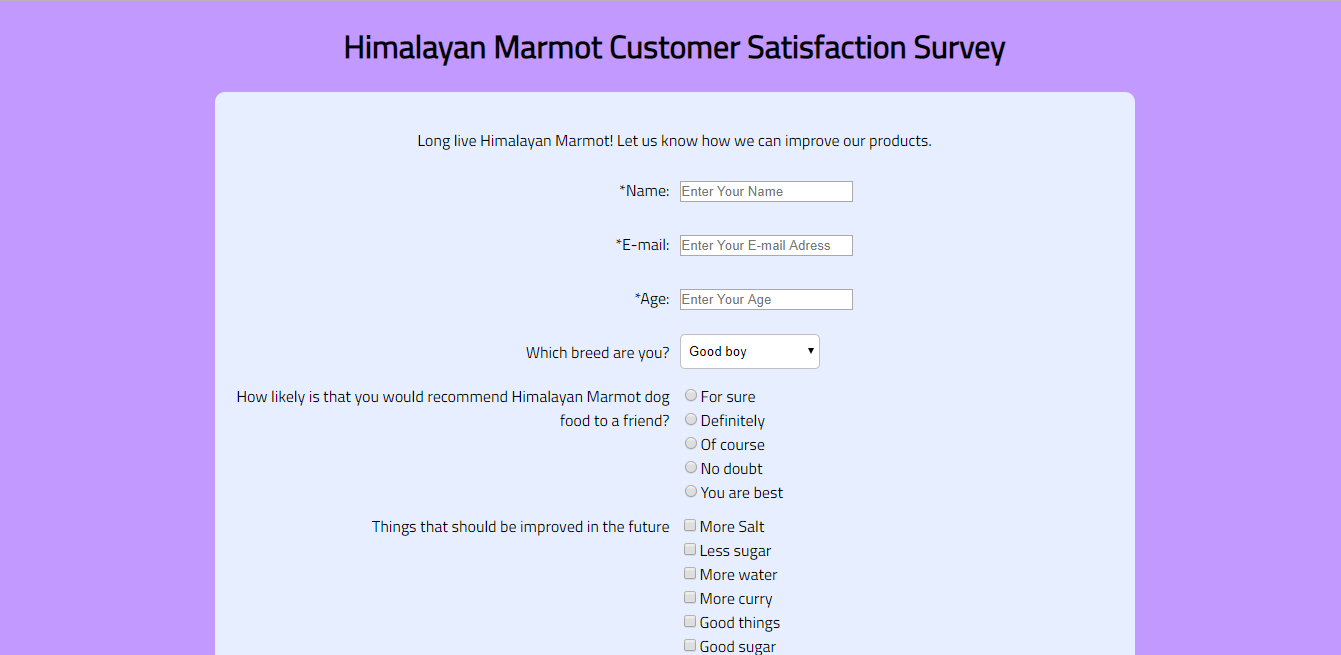 Himalayan Marmot Customer Satisfaction Survey
Long live Himalayan Marmot! Let us know how we can improve our products.
*Name: Enter Your Name
*E-mail: Enter Your E-mail Adress
*Age: Enter Your Age
Which breed are you? Good boy
How likely is that you would recommend Himalayan Marmot dog
food to a friend?
For sure
Definitely
Of course
No doubt
You are best
Things that should be improved in the future
More Salt
Less sugar
More water
More curry
Good things
Good sugar